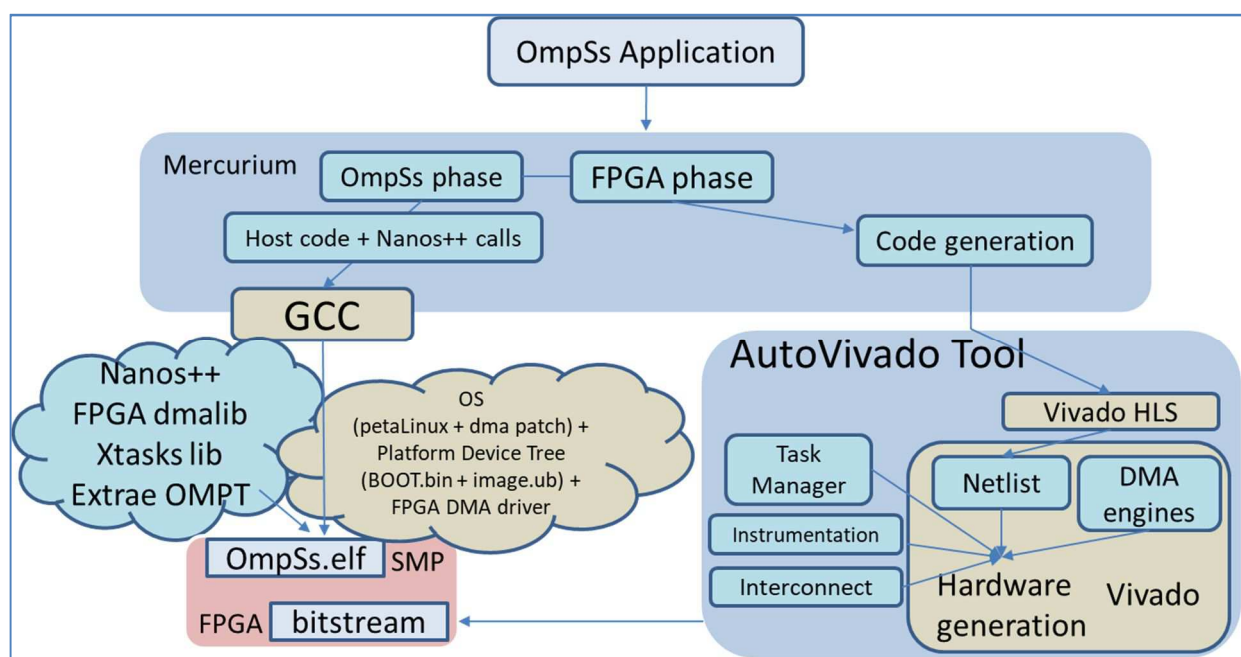 OmpSs Application
Mercurium
OmpSs phase
FPGA phase
Host code + Nanos++ calls
Code generation
GCC
Nanos++
FPGA dmalib
Xtasks lib
Extrae OMPT
OS
(petaLinux + dma patch) +
Platform Device Tree
(BOOT.bin + image.ub) +
FPGA DMA driver
OmpSs.elf
SMP
FPGA
bitstream
AutoVivado Tool
Vivado HLS
Task
Manager
Instrumentation
Interconnect
Netlist
DMA
engines
Hardware
generation
Vivado